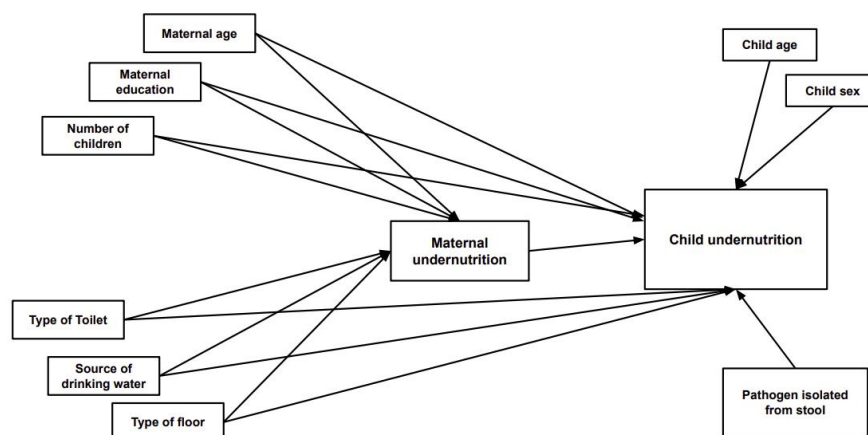 Maternal age
Maternal
education
Number of
children
Child age
Child sex
Maternal
undernutrition
Child undernutrition
Type of Toilet
Source of
drinking water
Type of floor
Pathogen isolated
from stool